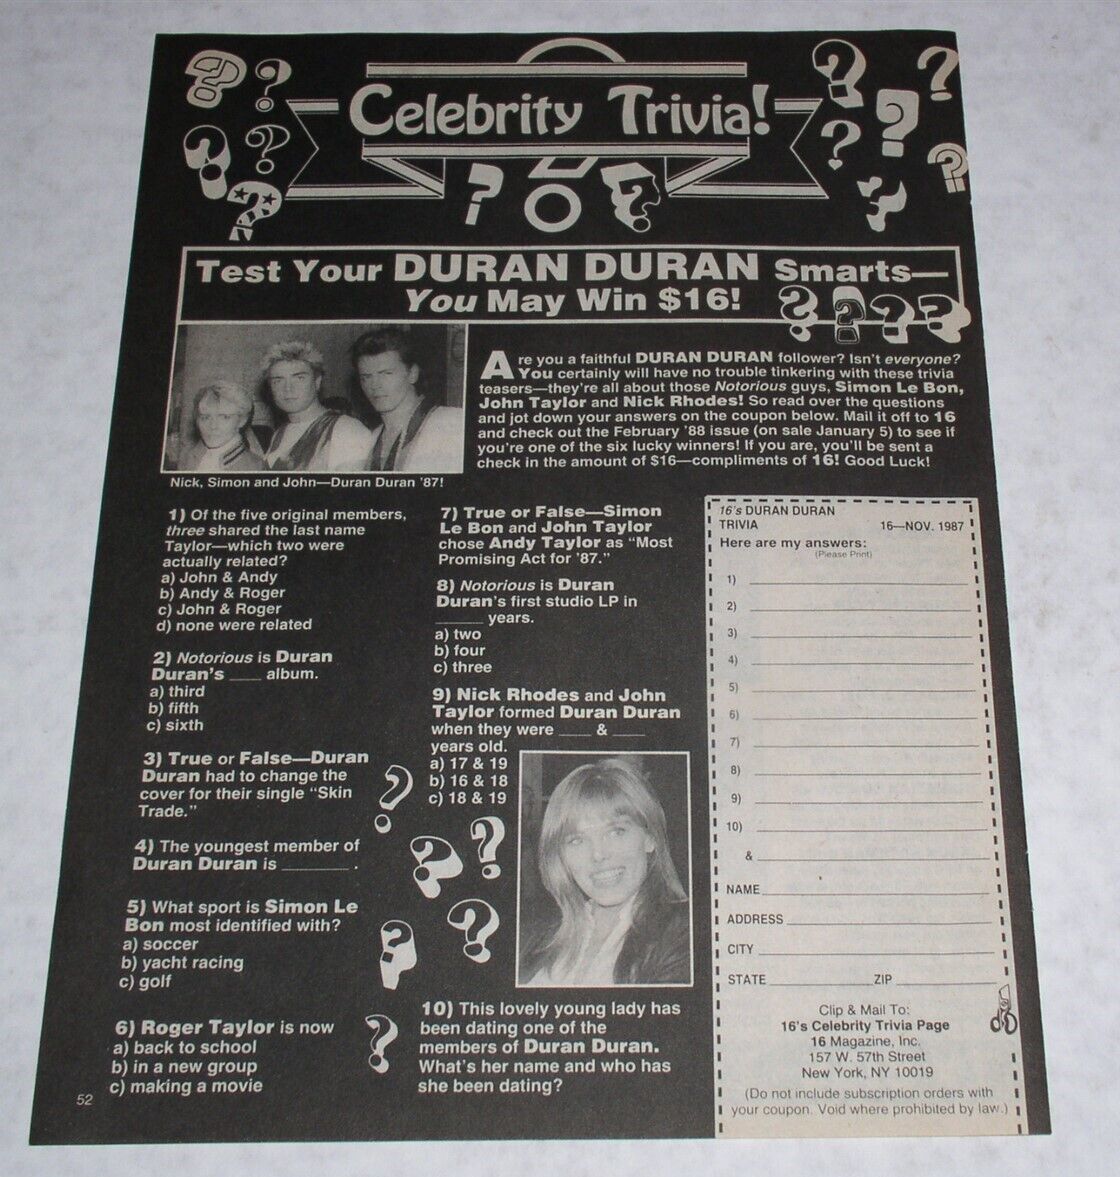 Celebrity Trivia!
Test Your DURAN DURAN Smarts—
You May Win $16!
Are you a faithful DURAN DURAN follower? Isn't everyone?
You certainly will have no trouble tinkering with these trivia
teasers—they're all about those Notorious guys, Simon Le Bon,
John Taylor and Nick Rhodes! So read over the questions
and jot down your answers on the coupon below. Mail it off to 16
and check out the February '88 issue (on sale January 5) to see if
you're one of the six lucky winners! If you are, you'll be sent a
check in the amount of $16—compliments of 16! Good Luck!
Nick, Simon and John—Duran Duran '87!
1) Of the five original members,
three shared the last name
Taylor—which two were
actually related?
a) John & Andy
b) Andy & Roger
c) John & Roger
d) none were related
2) Notorious is Duran
Duran's ____ album.
a) third
b) fifth
c) sixth
3) True or False—Duran
Duran had to change the
cover for their single "Skin
Trade."
4) The youngest member of
Duran Duran is ________ .
5) What sport is Simon Le
Bon most identified with?
a) soccer
b) yacht racing
c) golf
6) Roger Taylor is now
a) back to school
b) in a new group
c) making a movie
52
7) True or False—Simon
Le Bon and John Taylor
chose Andy Taylor as "Most
Promising Act for '87."
8) Notorious is Duran
Duran's first studio LP in
_____ years.
a) two
b) four
c) three
9) Nick Rhodes and John
Taylor formed Duran Duran
when they were ____ & ____
years old.
a) 17 & 19
b) 16 & 18
c) 18 & 19
10) This lovely young lady has
been dating one of the
members of Duran Duran.
What's her name and who has
she been dating?
16's DURAN DURAN
TRIVIA 16—NOV. 1987
Here are my answers:
(Please Print)
1)
2)
3)
4)
5)
6)
7)
8)
9)
10)
&
NAME
ADDRESS
CITY
STATE ZIP
Clip & Mail To:
16's Celebrity Trivia Page
16 Magazine, Inc.
157 W. 57th Street
New York, NY 10019
(Do not include subscription orders with
your coupon. Void where prohibited by law.)